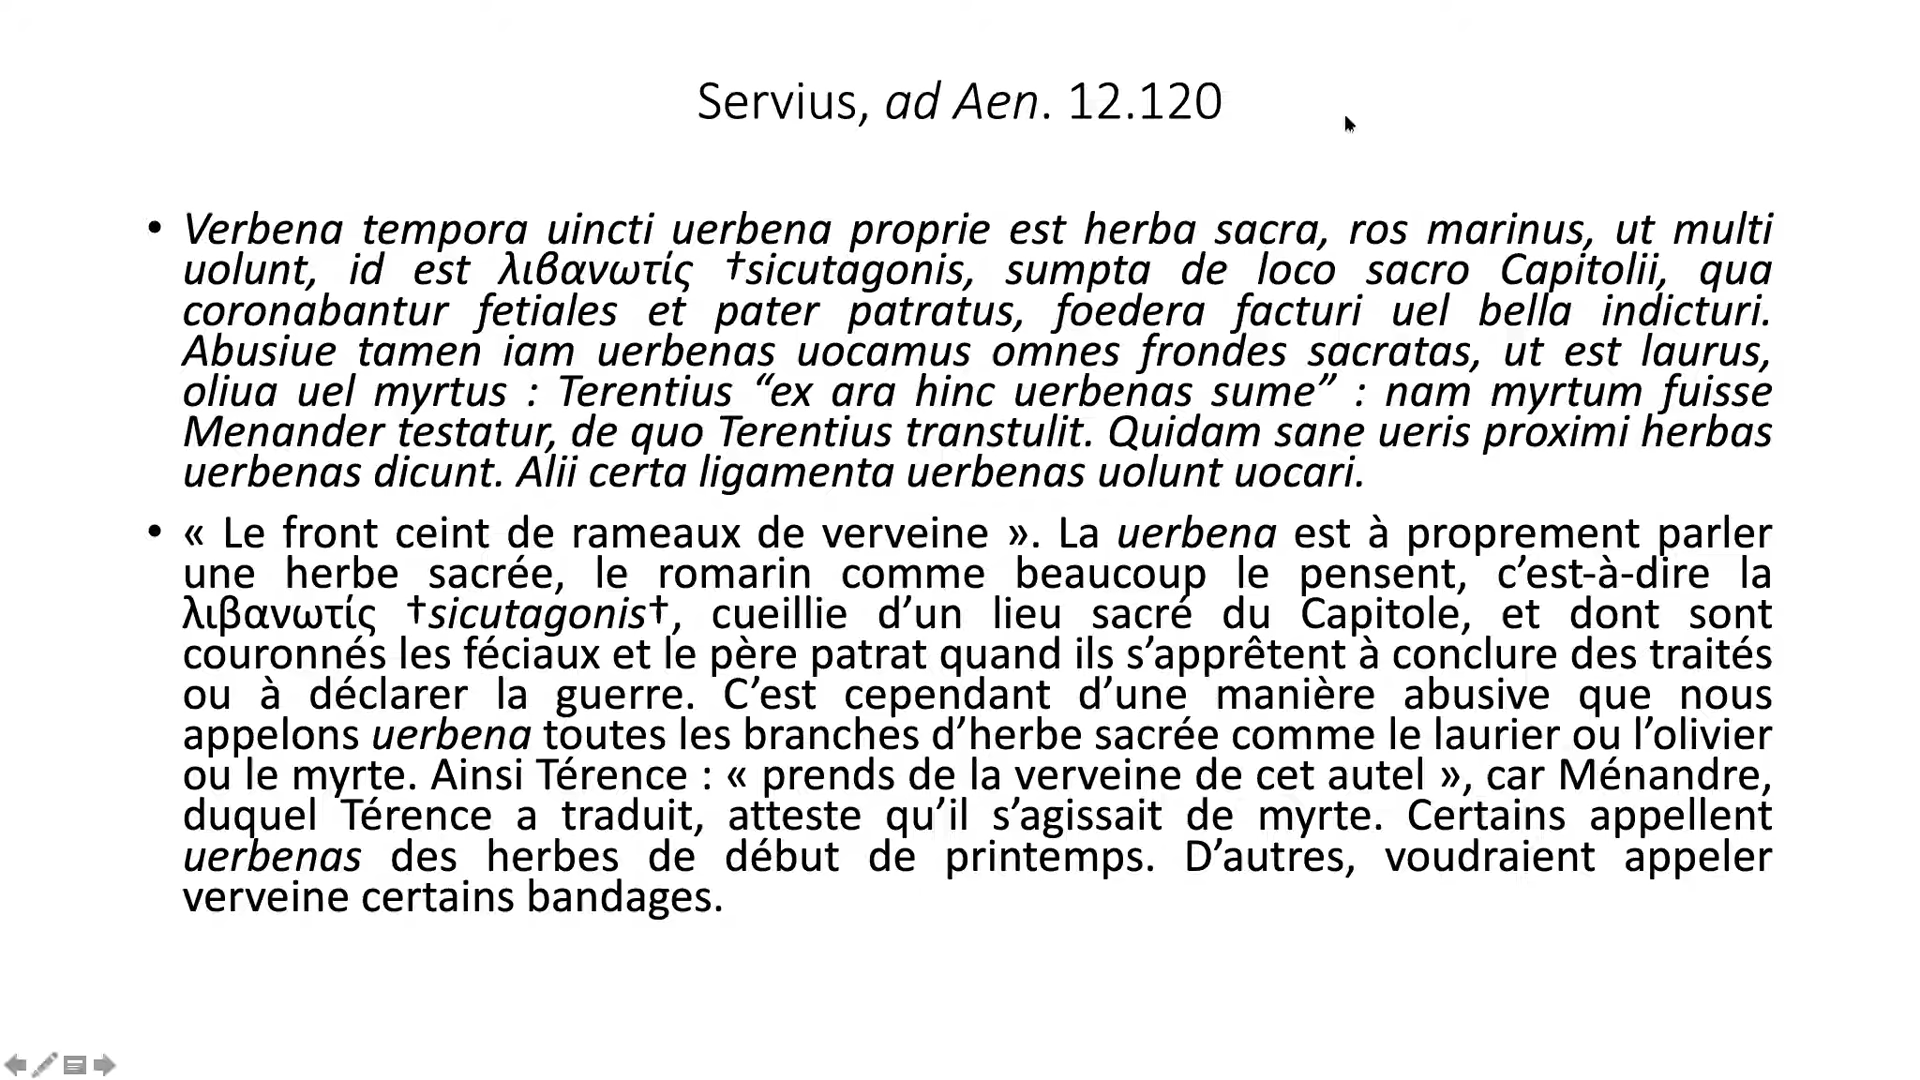 Servius, ad Aen. 12.120
• Verbena tempora uincti uerbena proprie est herba sacra, ros marinus, ut multi
uolunt, id est λιβανωτίς †sicutagonis, sumpta de loco sacro Capitolii, qua
coronabantur fetiales et pater patratus, foedera facturi uel bella indicturi.
Abusiue tamen iam uerbenas uocamus omnes frondes sacratas, ut est laurus,
oliua uel myrtus : Terentius “ex ara hinc uerbenas sume” : nam myrtum fuisse
Menander testatur, de quo Terentius transtulit. Quidam sane ueris proximi herbas
uerbenas dicunt. Alii certa ligamenta uerbenas uolunt uocari.
• « Le front ceint de rameaux de verveine ». La uerbena est à proprement parler
une herbe sacrée, le romarin comme beaucoup le pensent, c’est-à-dire la
λιβανωτίς †sicutagonis†, cueillie d’un lieu sacré du Capitole, et dont sont
couronnés les féciaux et le père patrat quand ils s’apprêtent à conclure des traités
ou à déclarer la guerre. C’est cependant d’une manière abusive que nous
appelons uerbena toutes les branches d’herbe sacrée comme le laurier ou l’olivier
ou le myrte. Ainsi Térence : « prends de la verveine de cet autel », car Ménandre,
duquel Térence a traduit, atteste qu’il s’agissait de myrte. Certains appellent
uerbenas des herbes de début de printemps. D’autres, voudraient appeler
verveine certains bandages.